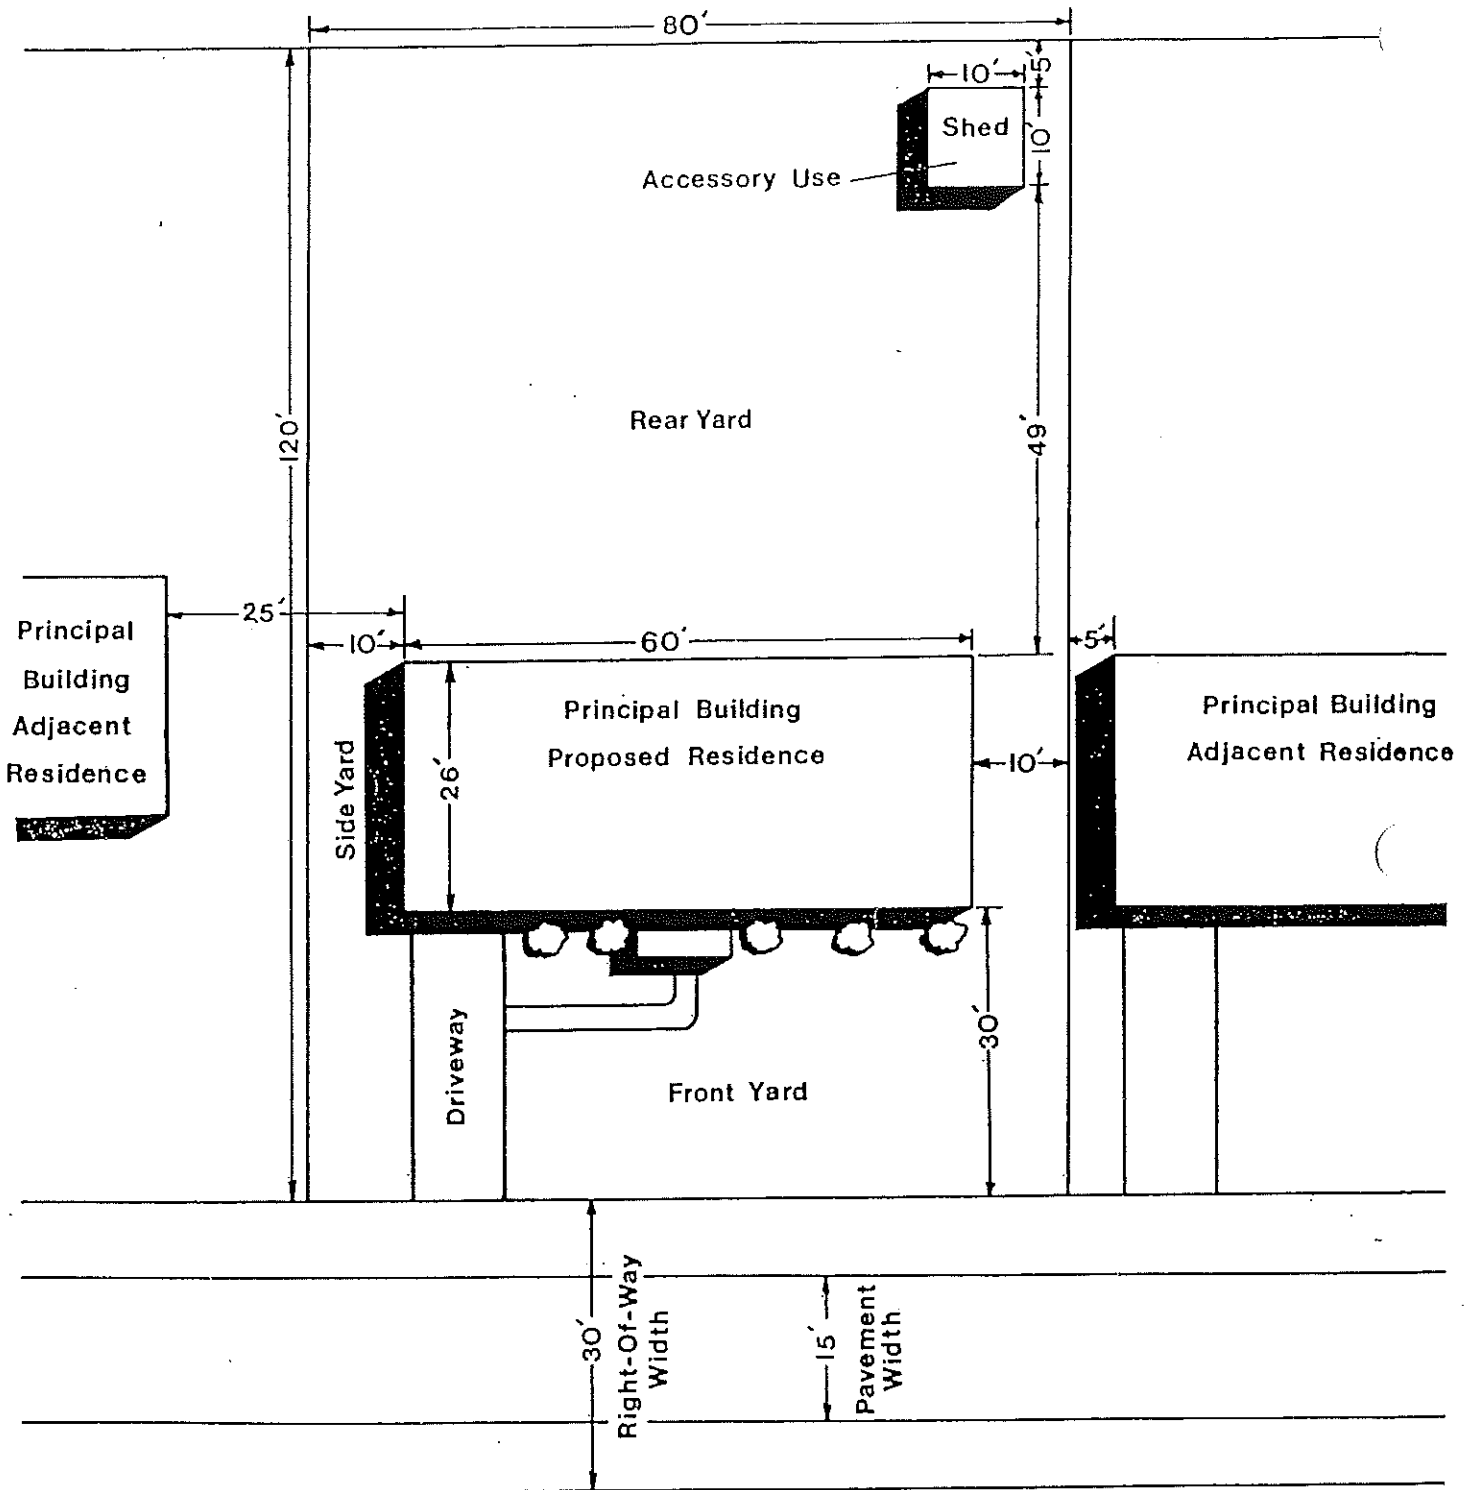 80'
5'
10'
Shed
10'
Accessory Use
120'
Rear Yard
49'
25'
10'
60'
5'
Principal
Building
Adjacent
Residence
Principal Building
Proposed Residence
Principal Building
Adjacent Residence
Side Yard
26'
10'
Driveway
30'
Front Yard
30'
Right-Of-Way
Width
15'
Pavement
Width